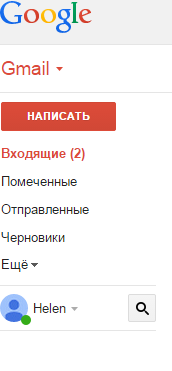 Google
Gmail
НАПИСАТЬ
Входящие (2)
Помеченные
Отправленные
Черновики
Ещё
Helen